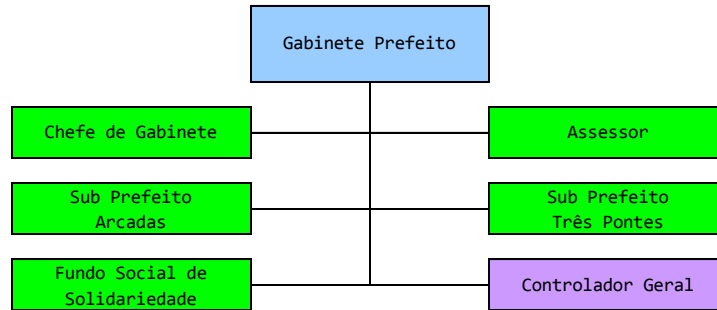 Gabinete Prefeito
Chefe de Gabinete
Assessor
Sub Prefeito
Arcadas
Sub Prefeito
Três Pontes
Fundo Social de
Solidariedade
Controlador Geral